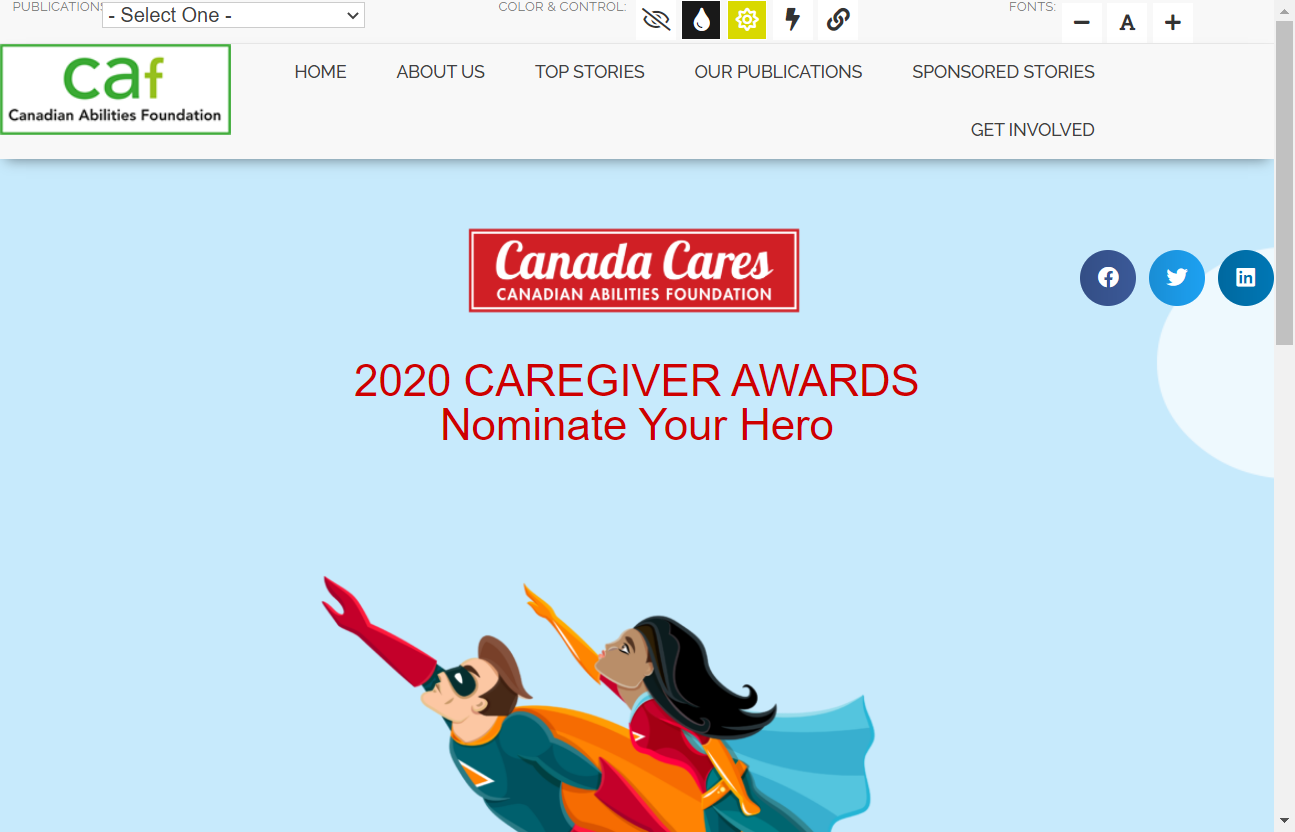 PUBLICATIONS
- Select One -
COLOR & CONTROL:
FONTS:
A
caf
Canadian Abilities Foundation
HOME
ABOUT US
TOP STORIES
OUR PUBLICATIONS
SPONSORED STORIES
GET INVOLVED
Canada Cares
CANADIAN ABILITIES FOUNDATION
2020 CAREGIVER AWARDS
Nominate Your Hero